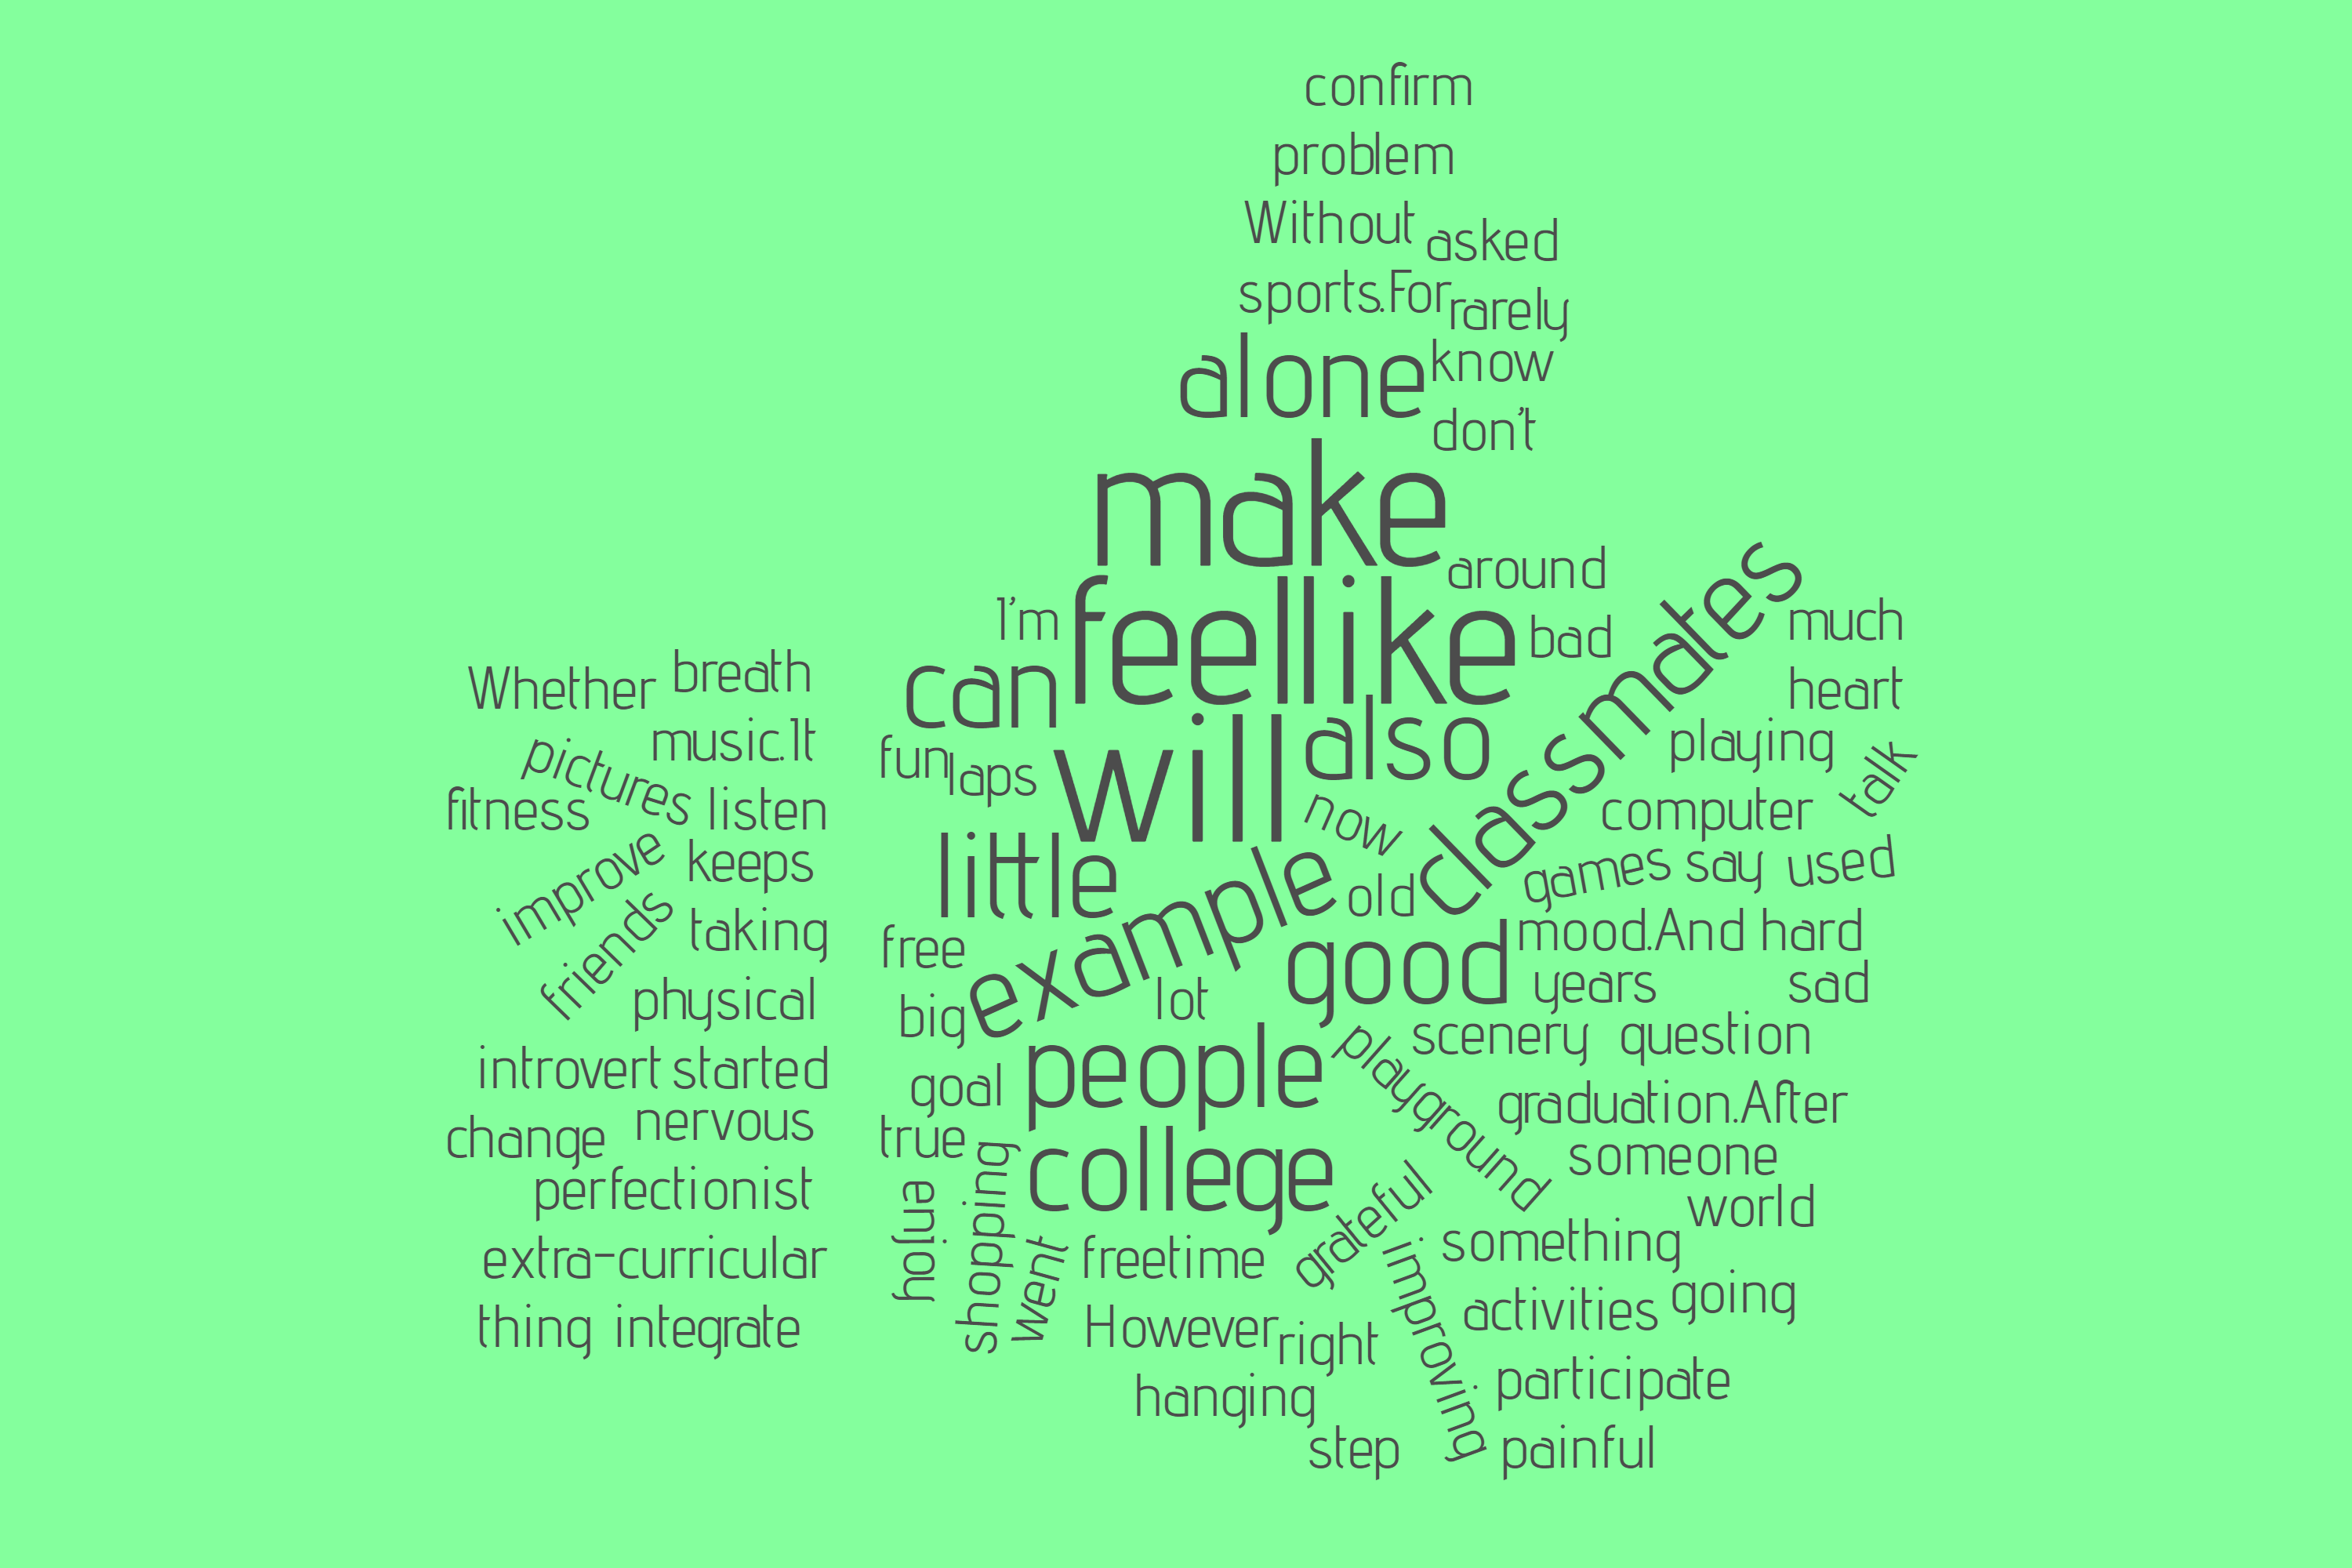 confirm
problem
Without
asked
sports.For
rarely
alone
know
don't
make
around
I'm
feel
like
bad
classmates
much
Whether
breath
can
heart
music.It
pictures
fun
laps
will
also
playing
talk
fitness
listen
now
computer
improve
keeps
little
example
old
games
say
used
friends
taking
free
good
mood.And
hard
physical
big
lot
years
sad
introvert
started
goal
people
playground
scenery
question
change
nervous
true
college
graduation.After
perfectionist
enjoy
shopping
grateful
someone
world
extra-curricular
went
freetime
Improving
something
thing
integrate
However
right
activities
going
hanging
participate
step
painful